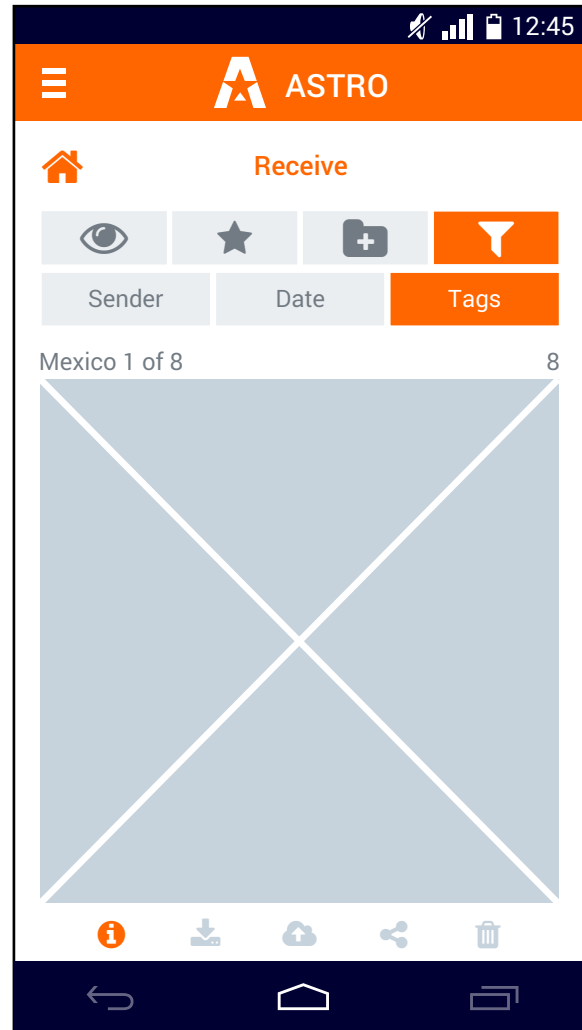 12:45
ASTRO
Receive
Sender Date Tags
Mexico 1 of 8 8